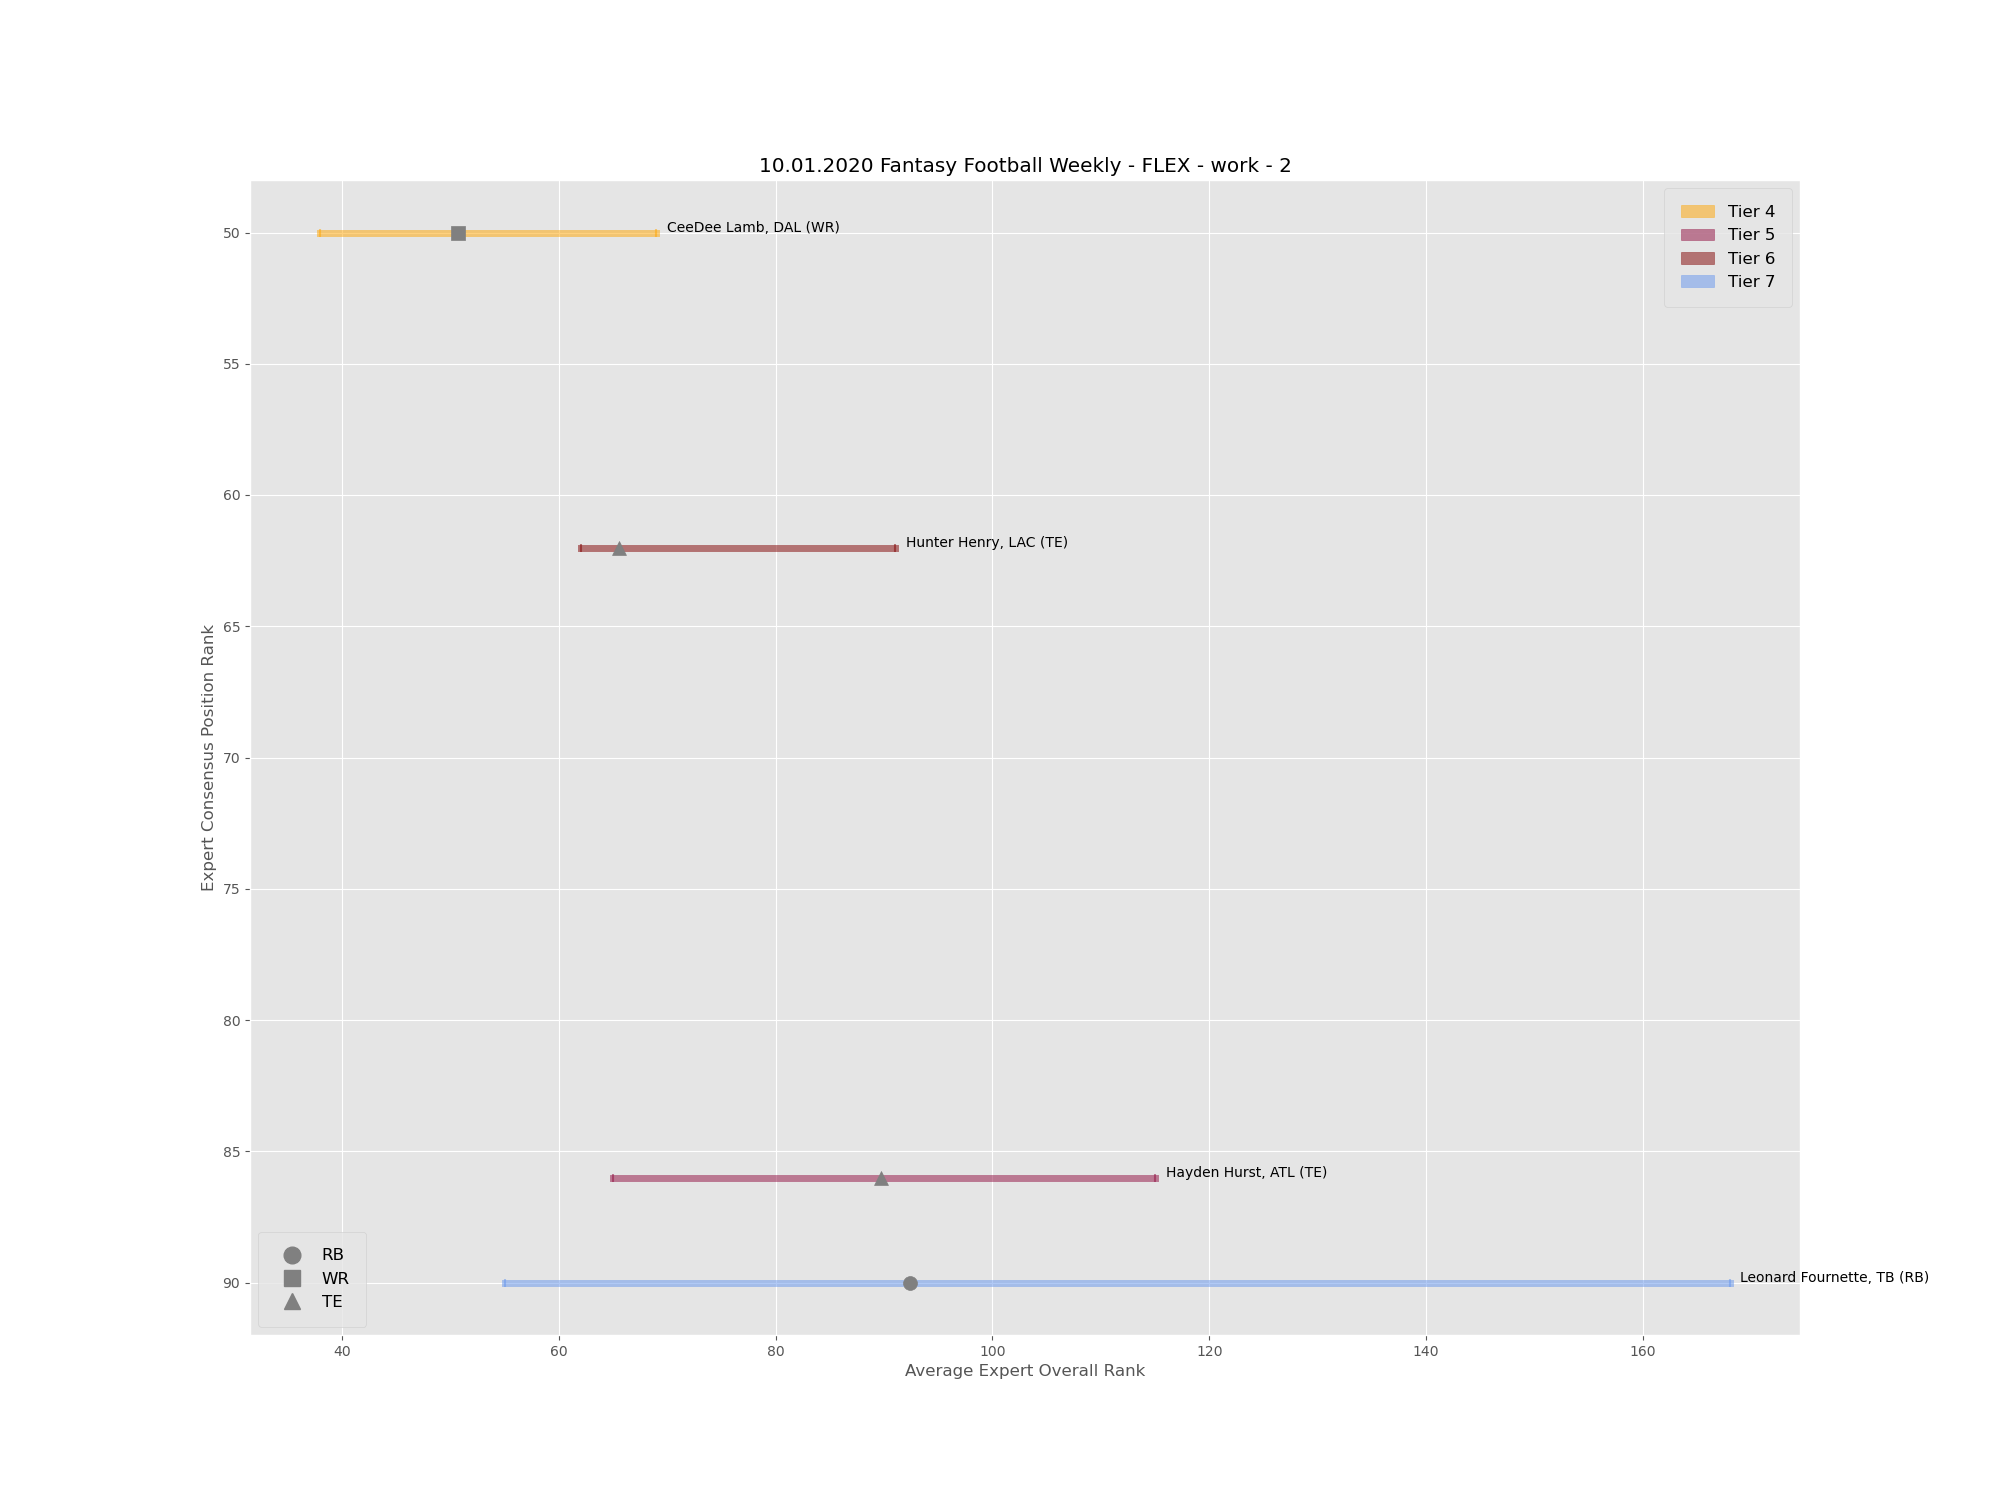 10.01.2020 Fantasy Football Weekly - FLEX - work - 2
CeeDee Lamb, DAL (WR)
Tier 4
Tier 5
Tier 6
Tier 7
Hunter Henry, LAC (TE)
Hayden Hurst, ATL (TE)
Leonard Fournette, TB (RB)
RB
WR
TE
Expert Consensus Position Rank
50
55
60
65
70
75
80
85
90
40 60 80 100 120 140 160
Average Expert Overall Rank